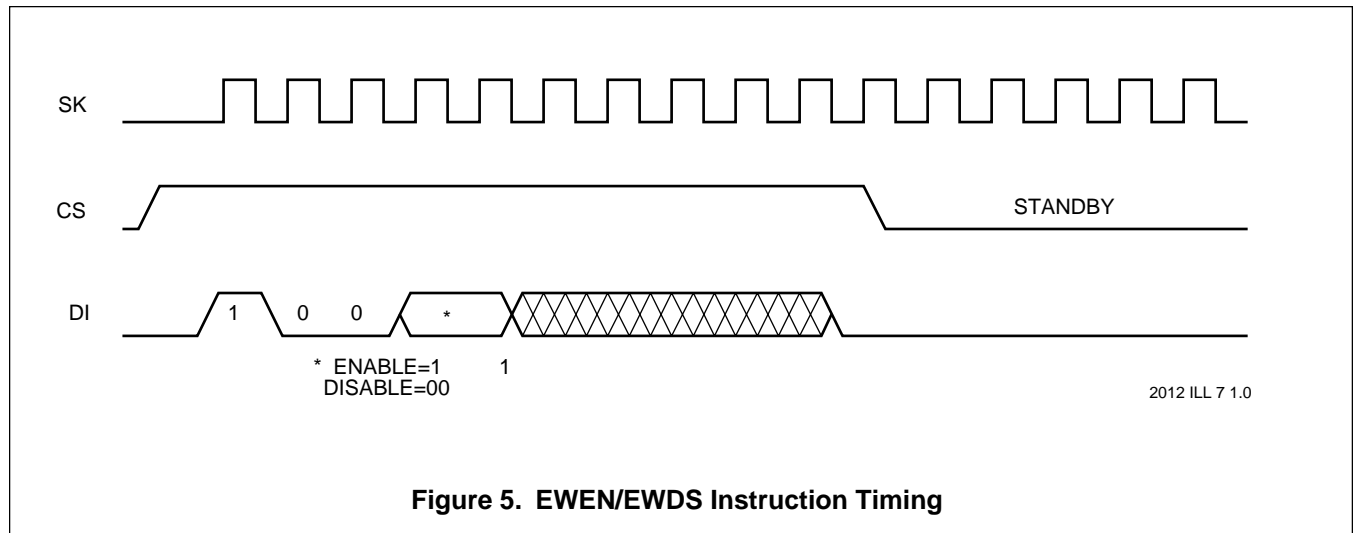 SK
CS
STANDBY
DI
1 0 0 *
* ENABLE=1 1
DISABLE=00
2012 ILL 7 1.0
Figure 5. EWEN/EWDS Instruction Timing